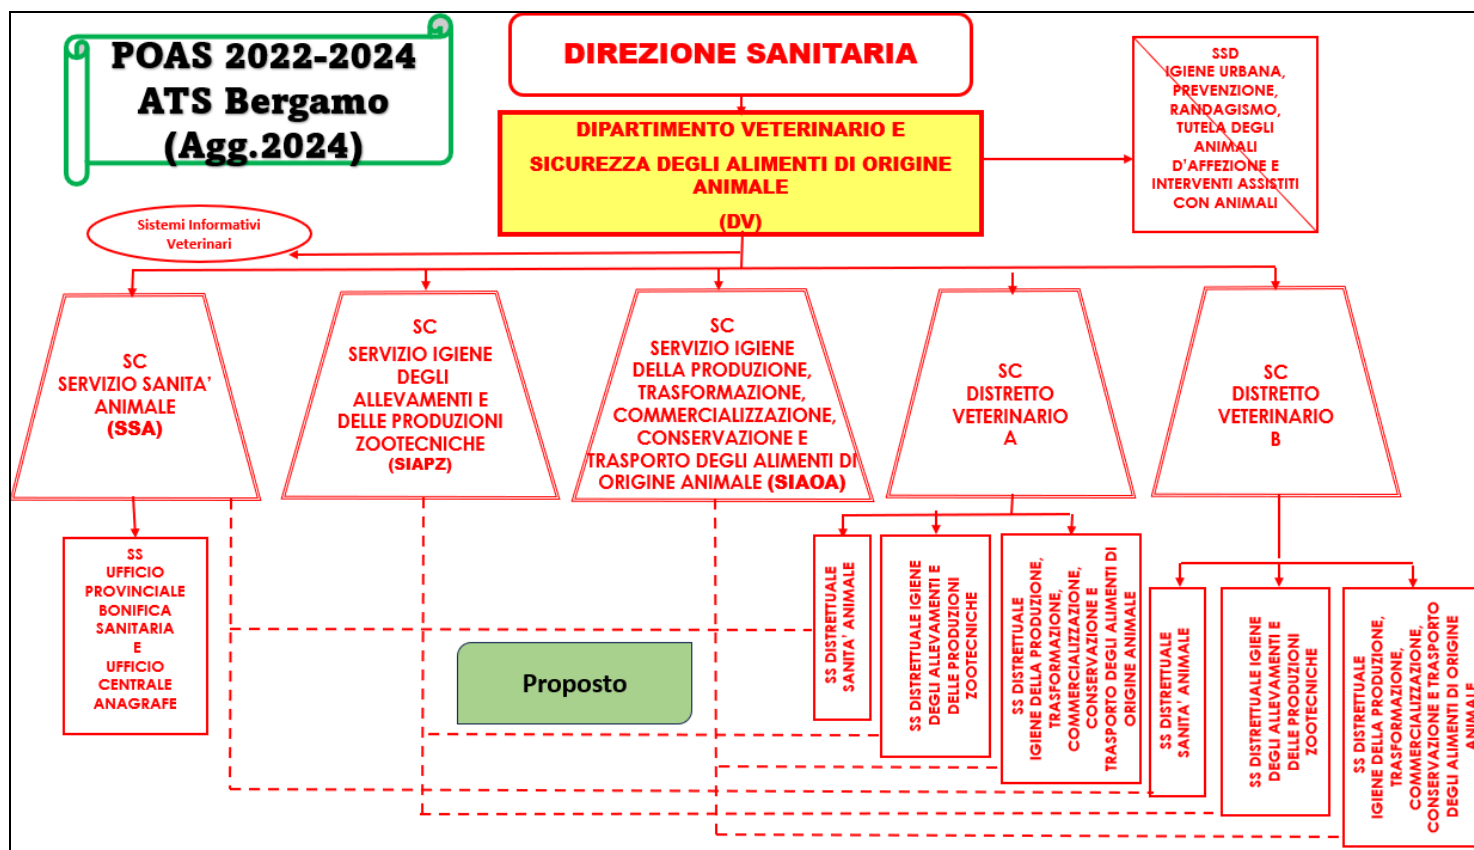 POAS 2022-2024
ATS Bergamo
(Agg.2024)
DIREZIONE SANITARIA
DIPARTIMENTO VETERINARIO E
SICUREZZA DEGLI ALIMENTI DI ORIGINE
ANIMALE
(DV)
SSD
IGIENE URBANA,
PREVENZIONE,
RANDAGISMO,
TUTELA DEGLI
ANIMALI
D'AFFEZIONE E
INTERVENTI ASSISTITI
CON ANIMALI
Sistemi Informativi
Veterinari
SC
SERVIZIO SANITA'
ANIMALE
(SSA)
SC
SERVIZIO IGIENE
DEGLI
ALLEVAMENTI E
DELLE PRODUZIONI
ZOOTECNICHE
(SIAPZ)
SC
SERVIZIO IGIENE
DELLA PRODUZIONE,
TRASFORMAZIONE,
COMMERCIALIZZAZIONE,
CONSERVAZIONE E
TRASPORTO DEGLI ALIMENTI DI
ORIGINE ANIMALE (SIAOA)
SC
DISTRETTO
VETERINARIO
A
SC
DISTRETTO
VETERINARIO
B
SS
UFFICIO
PROVINCIALE
BONIFICA
SANITARIA
E
UFFICIO
CENTRALE
ANAGRAFE
Proposto
SS DISTRETTUALE
SANITA' ANIMALE
SS DISTRETTUALE IGIENE
DEGLI ALLEVAMENTI E
DELLE PRODUZIONI
ZOOTECNICHE
SS DISTRETTUALE
IGIENE DELLA PRODUZIONE,
TRASFORMAZIONE,
COMMERCIALIZZAZIONE,
CONSERVAZIONE E
TRASPORTO DEGLI ALIMENTI DI
ORIGINE ANIMALE
SS DISTRETTUALE
SANITA' ANIMALE
SS DISTRETTUALE IGIENE
DEGLI ALLEVAMENTI E
DELLE PRODUZIONI
ZOOTECNICHE
SS DISTRETTUALE
IGIENE DELLA PRODUZIONE,
TRASFORMAZIONE,
COMMERCIALIZZAZIONE,
CONSERVAZIONE E TRASPORTO
DEGLI ALIMENTI DI ORIGINE
ANIMALE